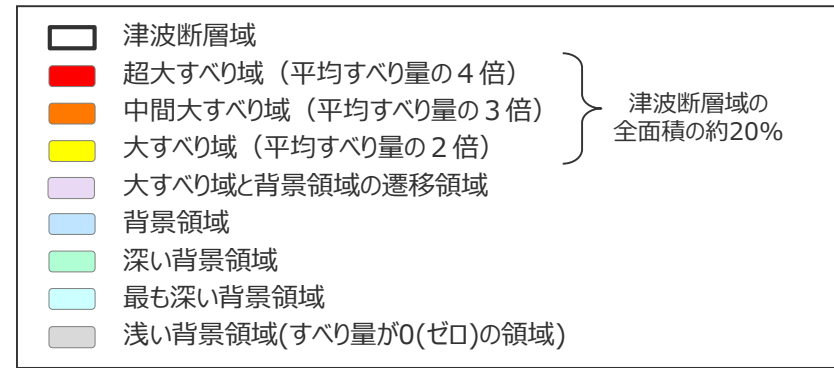 津波断層域
超大すべり域（平均すべり量の４倍）
中間大すべり域（平均すべり量の３倍）
大すべり域（平均すべり量の２倍）
津波断層域の
全面積の約20%
大すべり域と背景領域の遷移領域
背景領域
深い背景領域
最も深い背景領域
浅い背景領域(すべり量が0(ゼロ)の領域)